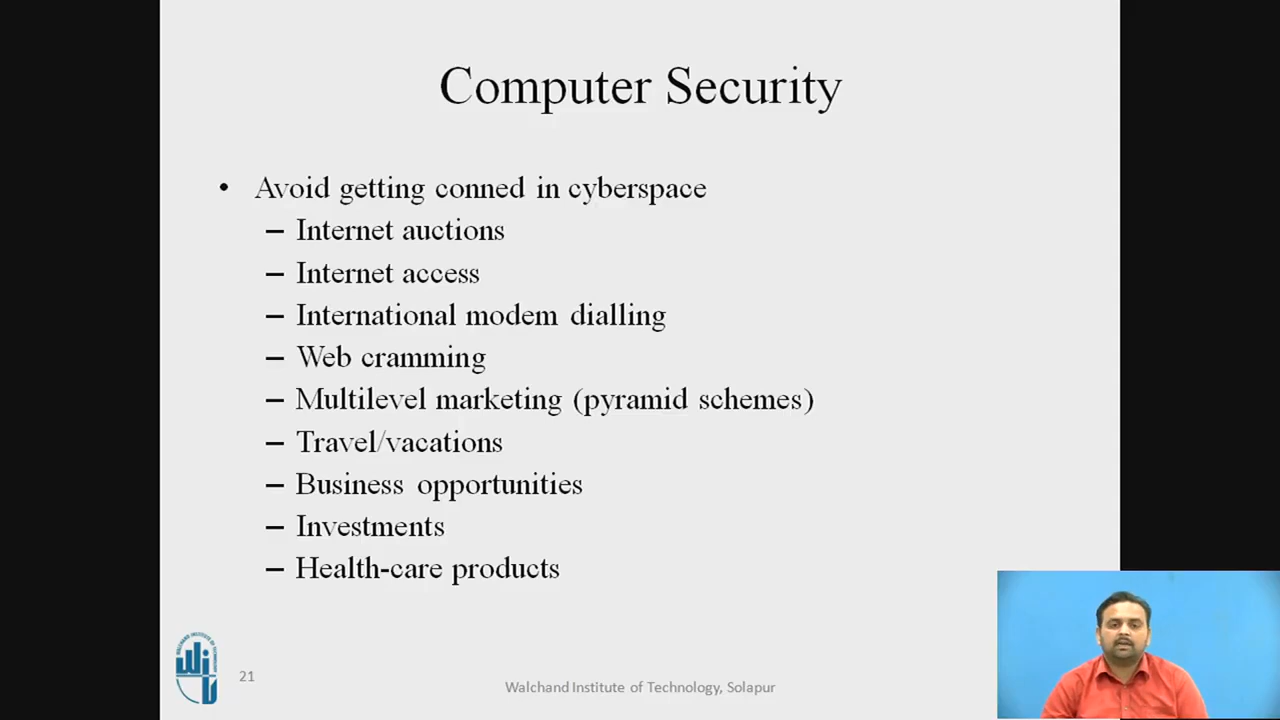 Computer Security
• Avoid getting conned in cyberspace
– Internet auctions
– Internet access
– International modem dialling
– Web cramming
– Multilevel marketing (pyramid schemes)
– Travel/vacations
– Business opportunities
– Investments
– Health-care products
21
Walchand Institute of Technology, Solapur